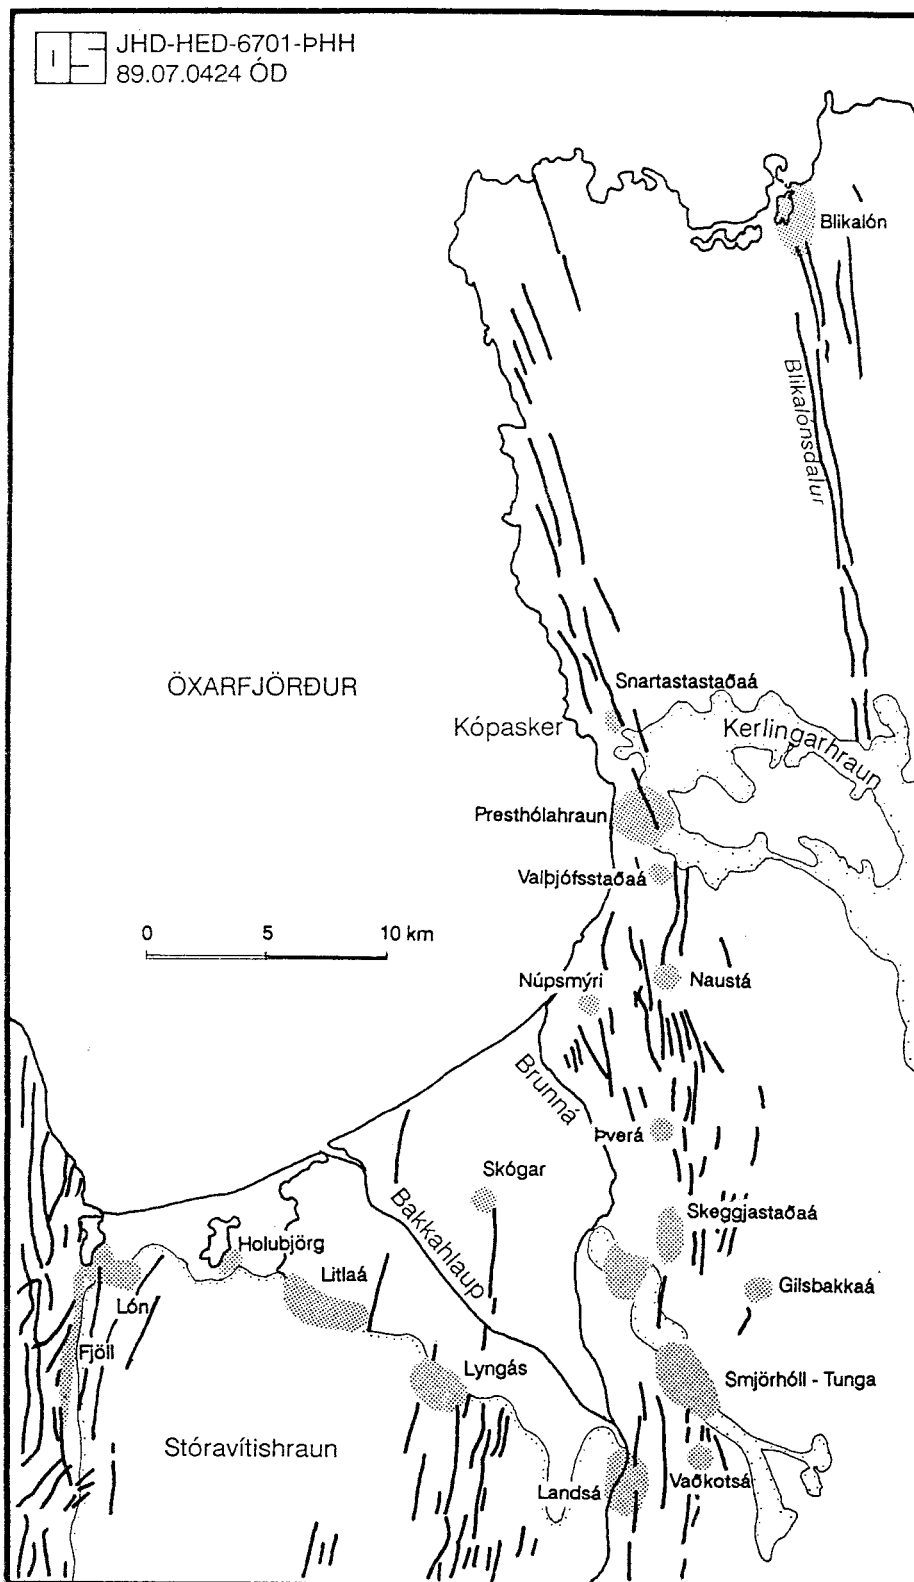 OS JHD-HED-6701-ÞHH
89.07.0424 ÓD
Blikalón
Blikalónsdalur
ÖXARFJÖRÐUR
Snartastastaðaá
Kópasker
Kerlingarhraun
Presthólahraun
Valþjófsstaðaá
0 5 10 km
Núpsmýri
Naustá
Brunná
Þverá
Skógar
Bakkahlaup
Skeggjastaðaá
Holubjörg
Litlaá
Gilsbakkaá
Lón
Fjöll
Lyngás
Smjörhóll - Tunga
Stóravítishraun
Landsá
Vaðkotsá